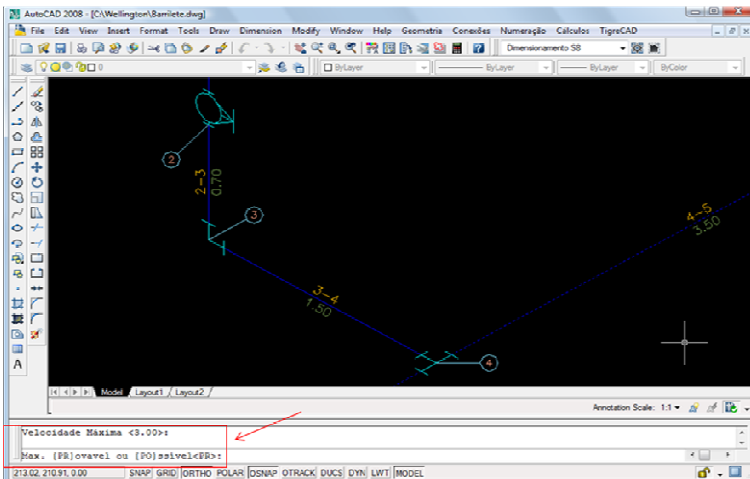 AutoCAD 2008 - [C:\Wellington\Barrilete.dwg]
File Edit View Insert Format Tools Draw Dimension Modify Window Help Geometria Conexões Numeração Cálculos TigreCAD
Dimensionamento S8
0 ByLayer ByLayer ByLayer ByColor
2
2-3
0.70
3
3-4
1.50
4
4-5
3.50
Model Layout1 Layout2
Annotation Scale: 1:1
Velocidade Máxima <3.00>:
Max. [PR]ovavel ou [PO]ssivel<PR>:
213.02, 210.91, 0.00 SNAP GRID ORTHO POLAR OSNAP OTRACK DUCS DYN LWT MODEL